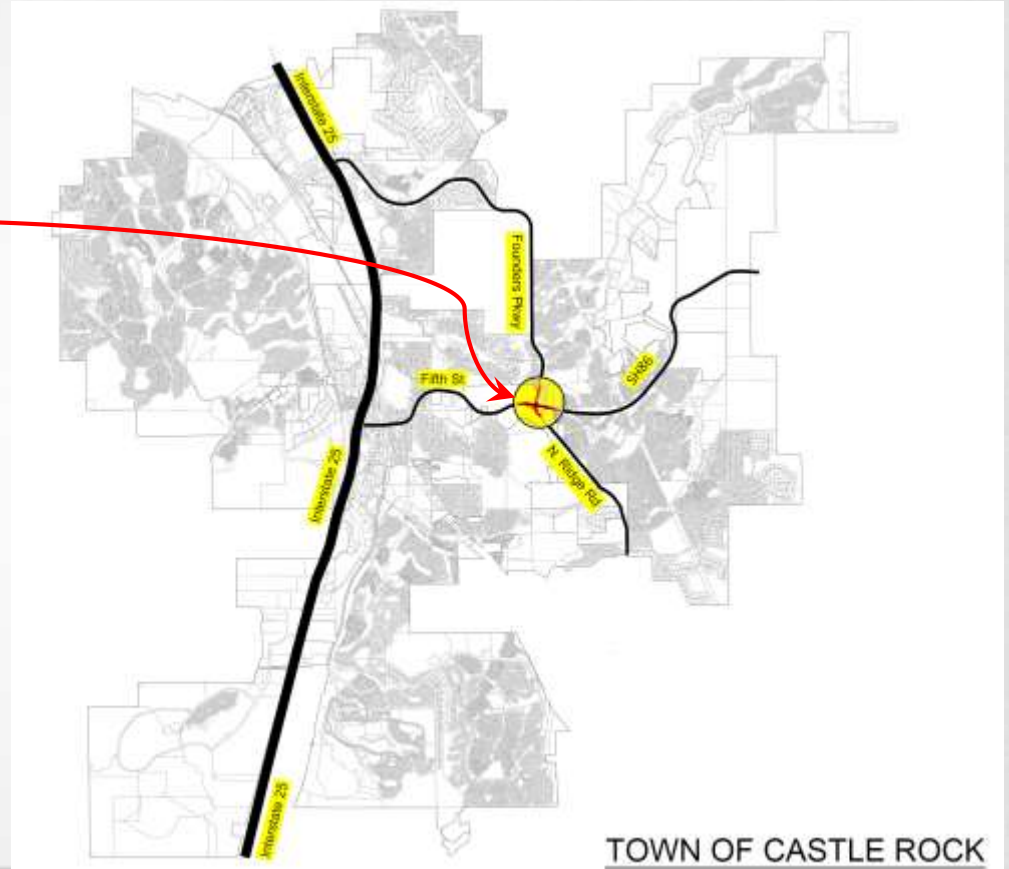 Interstate 25
Founders Pkwy
SH86
Fifth St
N. Ridge Rd
Interstate 25
Interstate 25
TOWN OF CASTLE ROCK